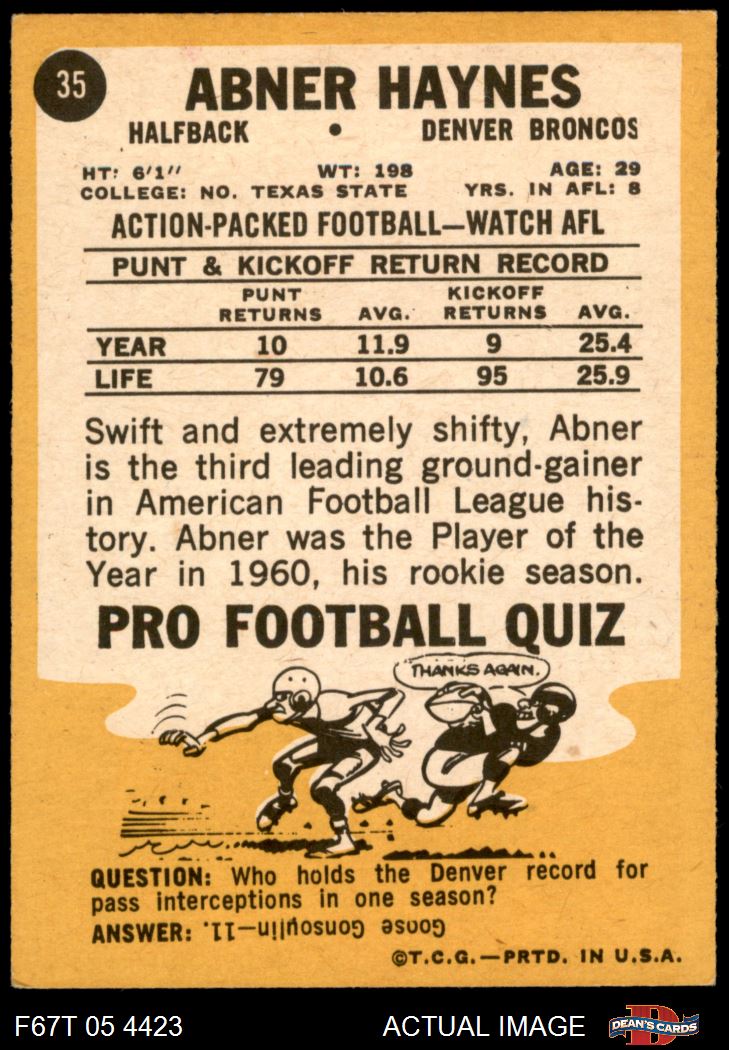 35
ABNER HAYNES
HALFBACK • DENVER BRONCOS
HT: 6'1" WT: 198 AGE: 29
COLLEGE: NO. TEXAS STATE YRS. IN AFL: 8
ACTION-PACKED FOOTBALL—WATCH AFL
PUNT & KICKOFF RETURN RECORD
PUNT KICKOFF
RETURNS AVG. RETURNS AVG.
YEAR 10 11.9 9 25.4
LIFE 79 10.6 95 25.9
Swift and extremely shifty, Abner
is the third leading ground-gainer
in American Football League his-
tory. Abner was the Player of the
Year in 1960, his rookie season.
PRO FOOTBALL QUIZ
THANKS AGAIN.
QUESTION: Who holds the Denver record for
pass interceptions in one season?
ANSWER: Goose Gonsoulin—11.
©T.C.G.—PRTD. IN U.S.A.
F67T 05 4423 ACTUAL IMAGE D DEAN'S CARDS